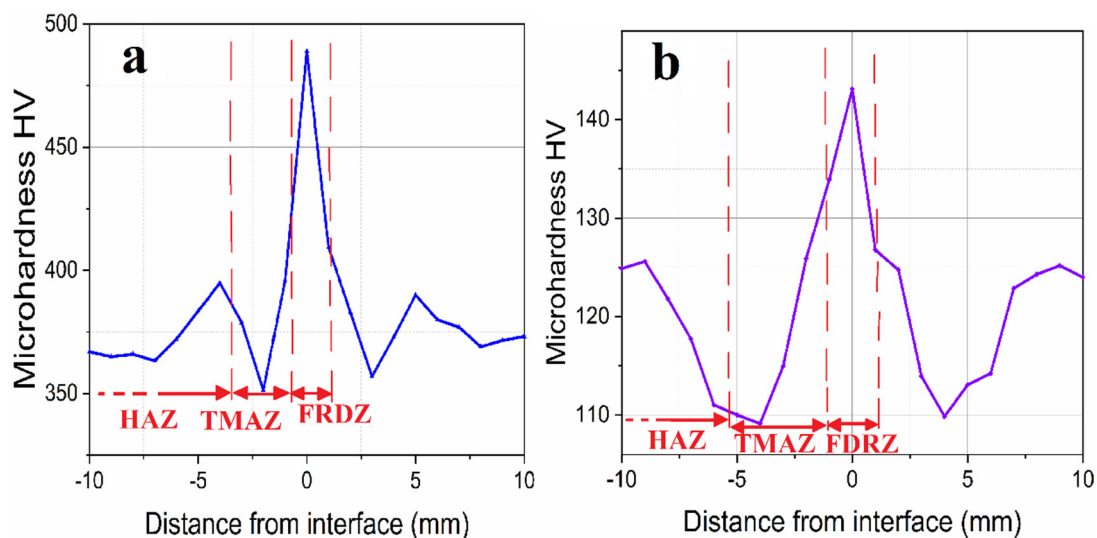 a
Microhardness HV
500
450
400
350
HAZ
TMAZ
FRDZ
-10
-5
0
5
10
Distance from interface (mm)
b
Microhardness HV
140
130
120
110
HAZ
TMAZ
FDRZ
-10
-5
0
5
10
Distance from interface (mm)